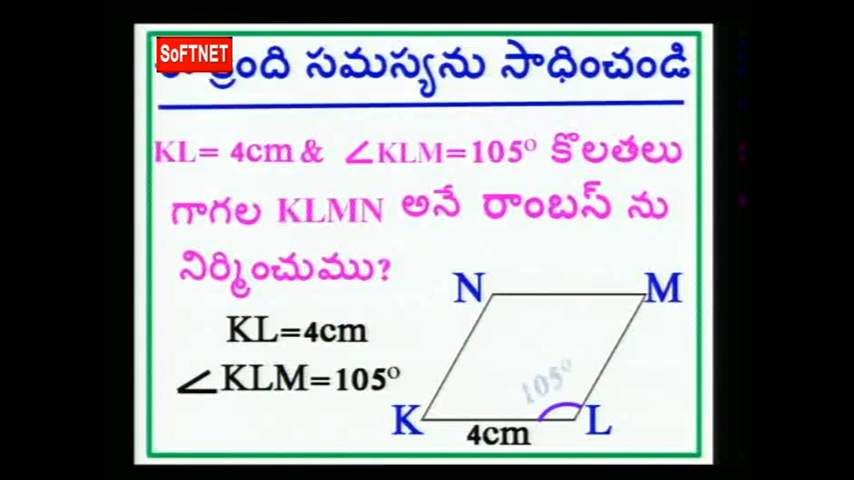 SoFTNET
సమస్యను సాధించండి
KL= 4cm & ∠KLM=105° కొలతలు
గాగల KLMN అనే రాంబస్ ను
నిర్మించుము?
KL=4cm
∠KLM=105°
N M
105°
K L
4cm